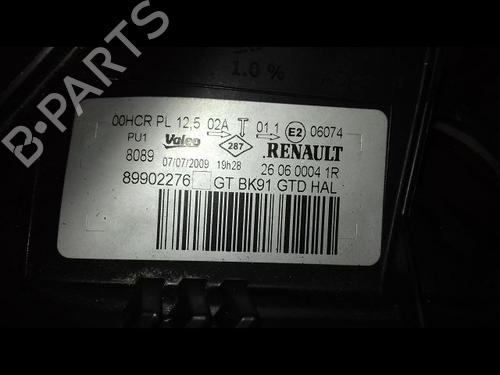 1.0 %
00HCR PL 12,5 02A 01,1 E2 06074
PU1 Valeo 287 RENAULT
8089 07/07/2009 19h28 26 06 0004 1R
89902276 GT BK91 GTD HAL